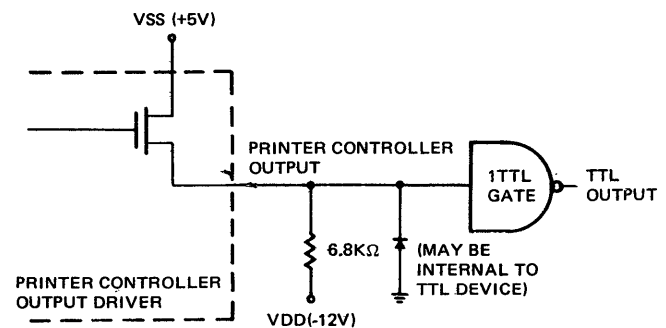 VSS (+5V)
PRINTER CONTROLLER
OUTPUT
1TTL
GATE
TTL
OUTPUT
6.8KΩ
(MAY BE
INTERNAL TO
TTL DEVICE)
PRINTER CONTROLLER
OUTPUT DRIVER
VDD(-12V)